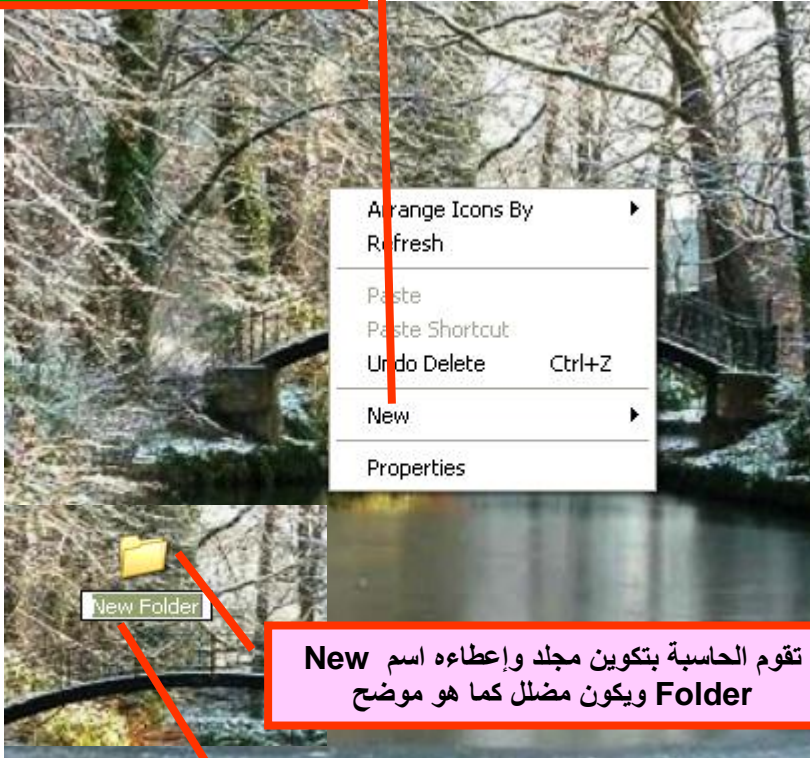 Arrange Icons By
Refresh
Paste
Paste Shortcut
Undo Delete Ctrl+Z
New
Properties
New Folder
تقوم الحاسبة بتكوين مجلد وإعطاءه اسم New
Folder ويكون مضلل كما هو موضح